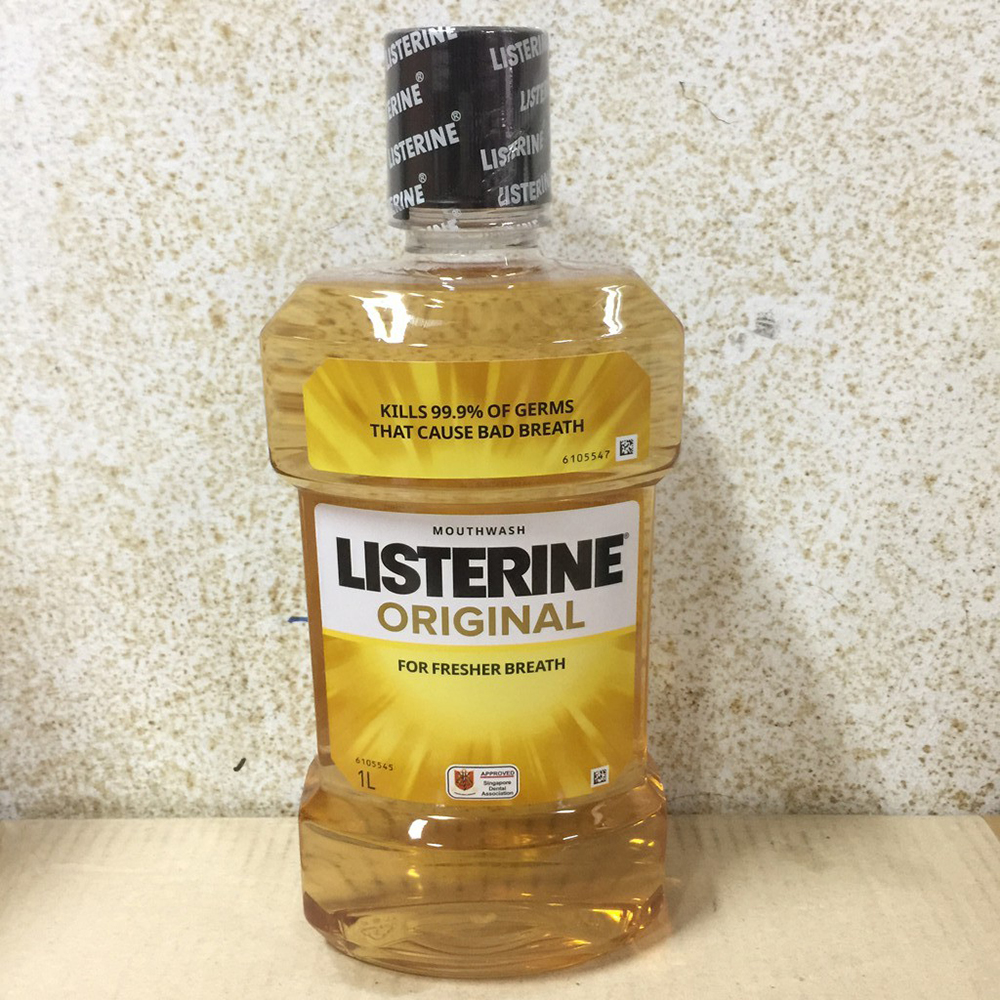 LISTERINE
LISTERINE®
LISTERINE®
LISTERINE
KILLS 99.9% OF GERMS
THAT CAUSE BAD BREATH
6105547
MOUTHWASH
LISTERINE®
ORIGINAL
FOR FRESHER BREATH
6105545
1L
APPROVED
Singapore
Dental
Association